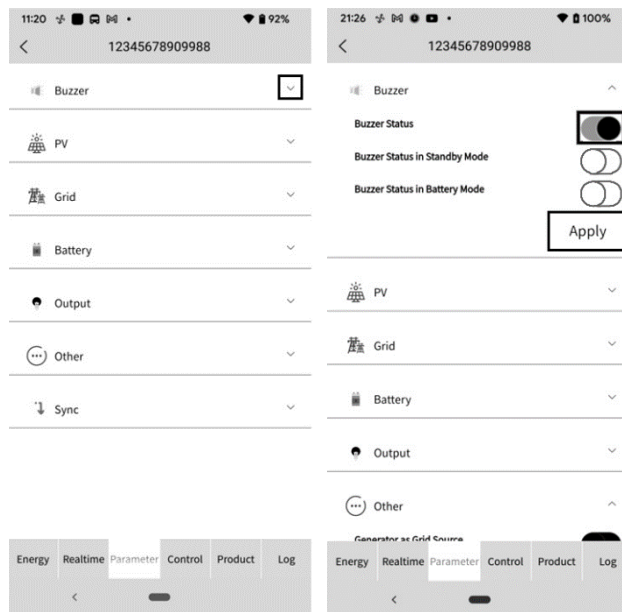 11:20
92%
12345678909988
Buzzer
PV
Grid
Battery
Output
Other
Sync
Energy Realtime Parameter Control Product Log
21:26
100%
12345678909988
Buzzer
Buzzer Status
Buzzer Status in Standby Mode
Buzzer Status in Battery Mode
Apply
PV
Grid
Battery
Output
Other
Generator as Grid Source
Energy Realtime Parameter Control Product Log